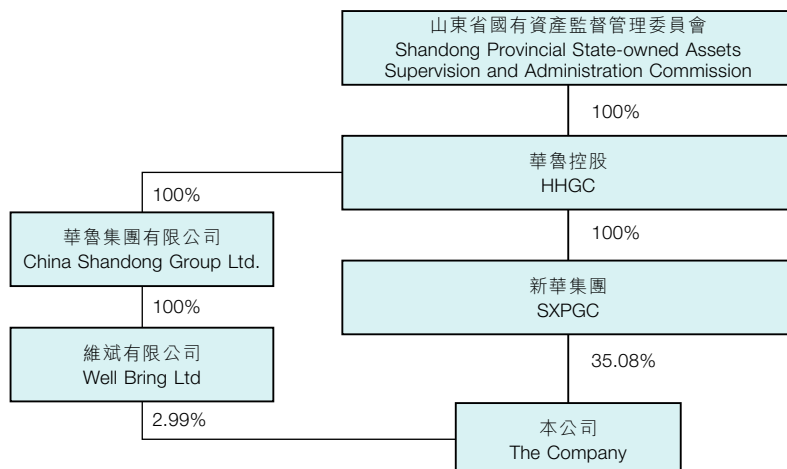 山東省國有資產監督管理委員會
Shandong Provincial State-owned Assets
Supervision and Administration Commission
100%
華魯控股
HHGC
100%
100%
華魯集團有限公司
China Shandong Group Ltd.
新華集團
SXPGC
100%
維斌有限公司
Well Bring Ltd
35.08%
2.99%
本公司
The Company